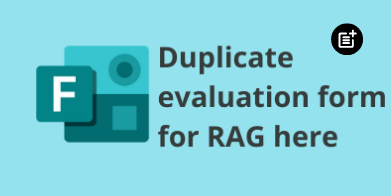 F
Duplicate
evaluation form
for RAG here